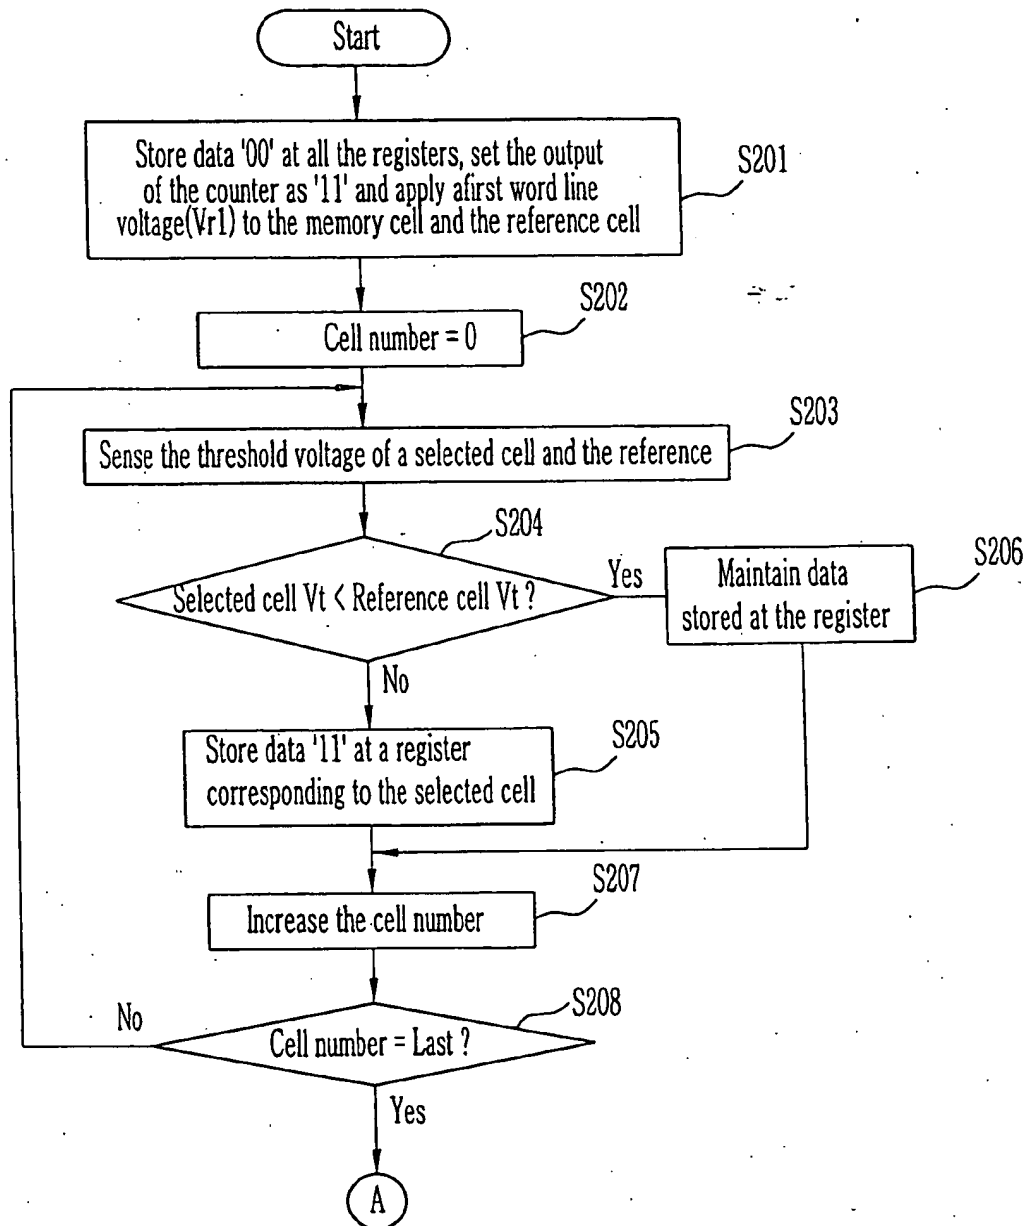 Start
Store data '00' at all the registers, set the output
of the counter as '11' and apply afirst word line
voltage(Vr1) to the memory cell and the reference cell
S201
S202
Cell number = 0
S203
Sense the threshold voltage of a selected cell and the reference
S204
Selected cell Vt < Reference cell Vt ?
Yes
Maintain data
stored at the register
S206
No
Store data '11' at a register
corresponding to the selected cell
S205
S207
Increase the cell number
S208
No
Cell number = Last ?
Yes
A